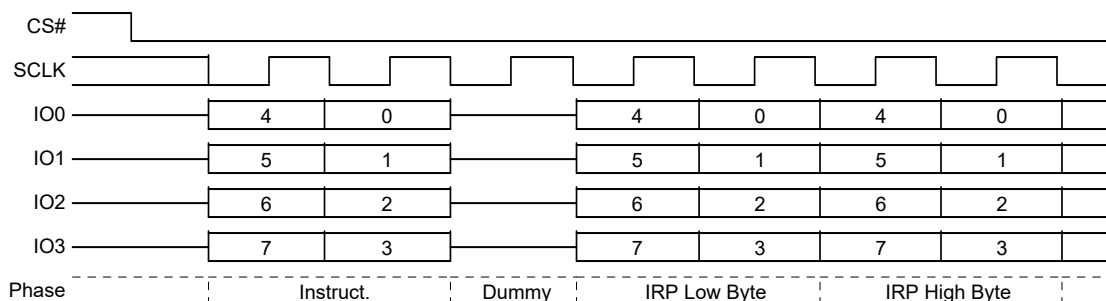 CS#
SCLK
IO0 4 0 4 0 4 0
IO1 5 1 5 1 5 1
IO2 6 2 6 2 6 2
IO3 7 3 7 3 7 3
Phase Instruct. Dummy IRP Low Byte IRP High Byte